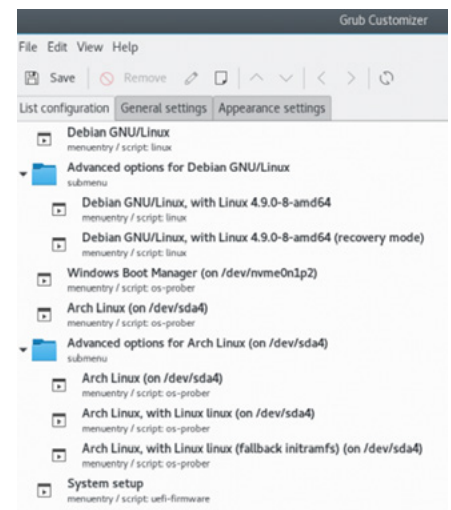 Grub Customizer
File Edit View Help
Save Remove
List configuration General settings Appearance settings
Debian GNU/Linux
menuentry / script: linux
Advanced options for Debian GNU/Linux
submenu
Debian GNU/Linux, with Linux 4.9.0-8-amd64
menuentry / script: linux
Debian GNU/Linux, with Linux 4.9.0-8-amd64 (recovery mode)
menuentry / script: linux
Windows Boot Manager (on /dev/nvme0n1p2)
menuentry / script: os-prober
Arch Linux (on /dev/sda4)
menuentry / script: os-prober
Advanced options for Arch Linux (on /dev/sda4)
submenu
Arch Linux (on /dev/sda4)
menuentry / script: os-prober
Arch Linux, with Linux linux (on /dev/sda4)
menuentry / script: os-prober
Arch Linux, with Linux linux (fallback initramfs) (on /dev/sda4)
menuentry / script: os-prober
System setup
menuentry / script: uefi-firmware